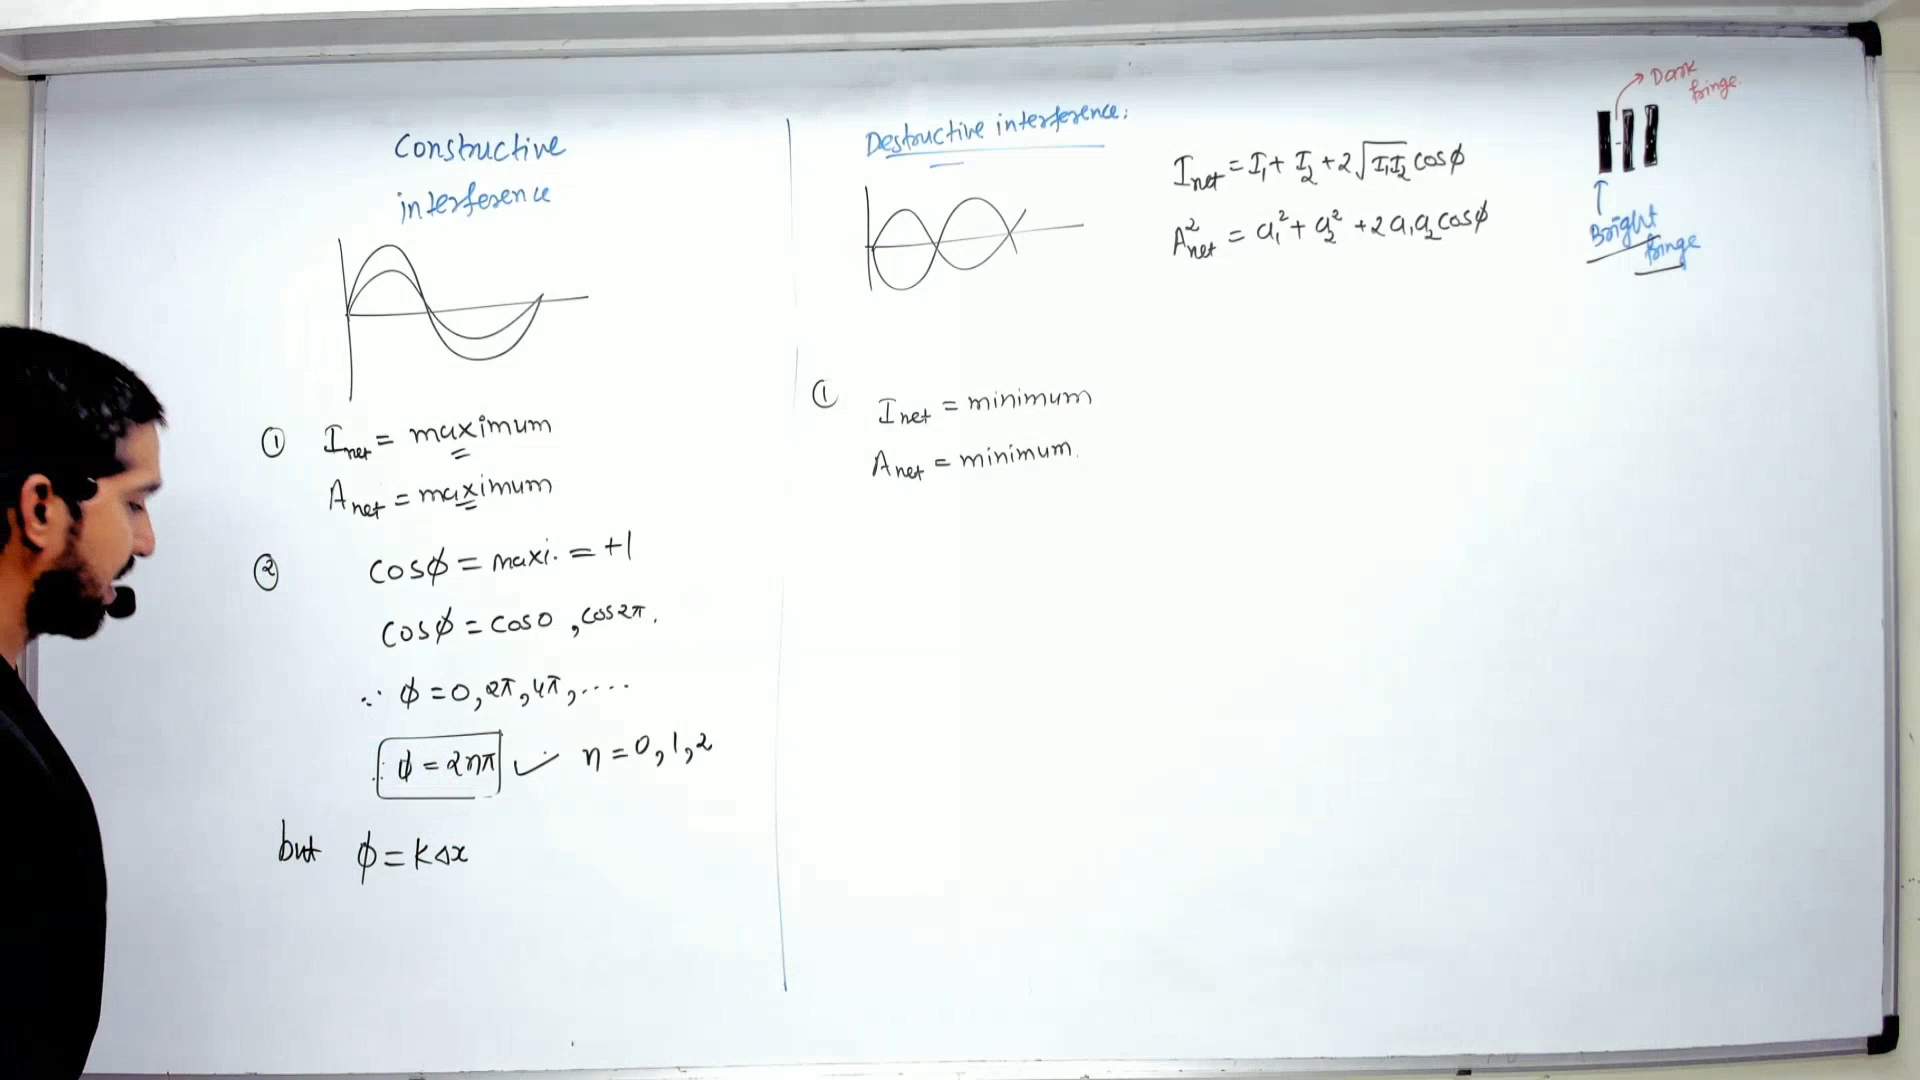 Constructive
interference
① Inet = maximum
Anet = maximum
② cosϕ = maxi. = +1
cosϕ = cos0, cos2π.
∴ ϕ = 0, 2π, 4π, ....
∴ ϕ = 2nπ ✓ n = 0, 1, 2
but ϕ = kΔx
Destructive interference:
① Inet = minimum
Anet = minimum.
Inet = I₁ + I₂ + 2√I₁I₂ cosϕ
A²net = a₁² + a₂² + 2a₁a₂cosϕ
Dark
fringe.
Bright
fringe